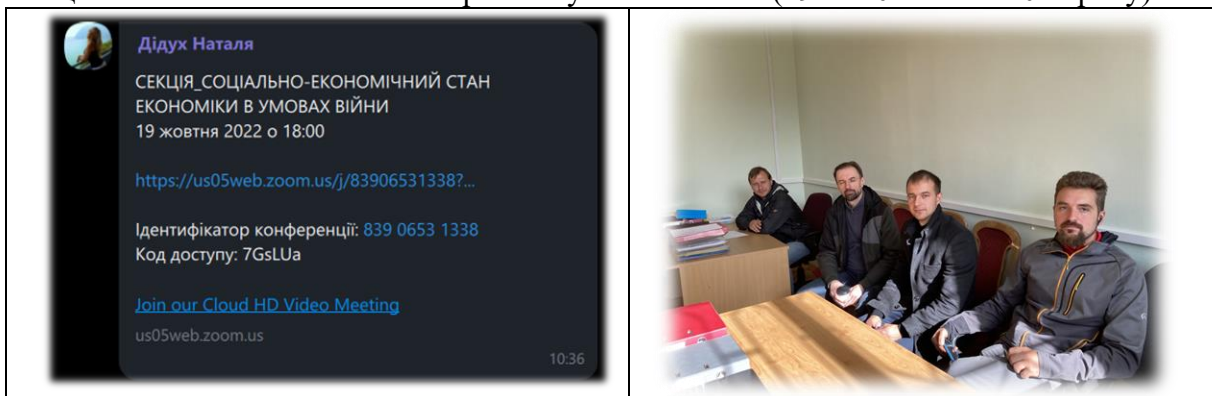 Дідух Наталя
СЕКЦІЯ_СОЦІАЛЬНО-ЕКОНОМІЧНИЙ СТАН
ЕКОНОМІКИ В УМОВАХ ВІЙНИ
19 жовтня 2022 о 18:00
https://us05web.zoom.us/j/83906531338?...
Ідентифікатор конференції: 839 0653 1338
Код доступу: 7GsLUa
Join our Cloud HD Video Meeting
us05web.zoom.us
10:36